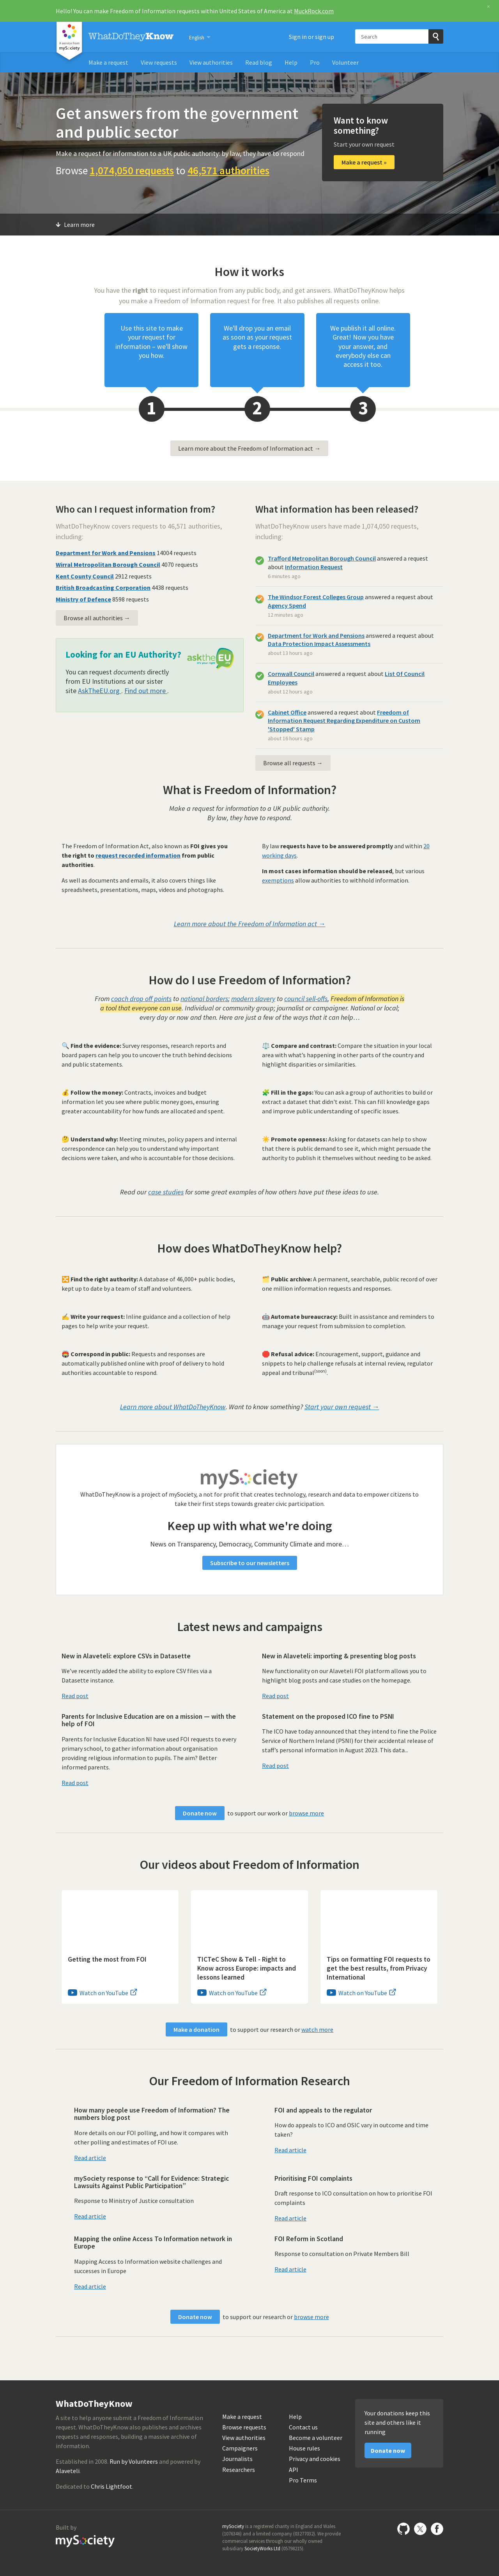 Hello! You can make Freedom of Information requests within United States of America at MuckRock.com
×
a service from
my society
WhatDoTheyKnow
English
Sign in or sign up
Search
Make a request
View requests
View authorities
Read blog
Help
Pro
Volunteer
Get answers from the government
and public sector
Make a request for information to a UK public authority: by law, they have to respond
Browse 1,074,050 requests to 46,571 authorities
Want to know
something?
Start your own request
Make a request »
Learn more
How it works
You have the right to request information from any public body, and get answers. WhatDoTheyKnow helps
you make a Freedom of Information request for free. It also publishes all requests online.
Use this site to make
your request for
information – we'll show
you how.
We'll drop you an email
as soon as your request
gets a response.
We publish it all online.
Great! Now you have
your answer, and
everybody else can
access it too.
1
2
3
Learn more about the Freedom of Information act →
Who can I request information from?
WhatDoTheyKnow covers requests to 46,571 authorities,
including:
Department for Work and Pensions 14004 requests
Wirral Metropolitan Borough Council 4070 requests
Kent County Council 2912 requests
British Broadcasting Corporation 4438 requests
Ministry of Defence 8598 requests
Browse all authorities →
Looking for an EU Authority?
asktheEU
it's your right!
You can request documents directly
from EU Institutions at our sister
site AskTheEU.org . Find out more .
What information has been released?
WhatDoTheyKnow users have made 1,074,050 requests,
including:
Trafford Metropolitan Borough Council answered a request
about Information Request
6 minutes ago
The Windsor Forest Colleges Group answered a request about
Agency Spend
12 minutes ago
Department for Work and Pensions answered a request about
Data Protection Impact Assessments
about 13 hours ago
Cornwall Council answered a request about List Of Council
Employees
about 12 hours ago
Cabinet Office answered a request about Freedom of
Information Request Regarding Expenditure on Custom
'Stopped' Stamp
about 16 hours ago
Browse all requests →
What is Freedom of Information?
Make a request for information to a UK public authority.
By law, they have to respond.
The Freedom of Information Act, also known as FOI gives you
the right to request recorded information from public
authorities.
As well as documents and emails, it also covers things like
spreadsheets, presentations, maps, videos and photographs.
By law requests have to be answered promptly and within 20
working days.
In most cases information should be released, but various
exemptions allow authorities to withhold information.
Learn more about the Freedom of Information act →
How do I use Freedom of Information?
From coach drop off points to national borders; modern slavery to council sell-offs, Freedom of Information is
a tool that everyone can use. Individual or community group; journalist or campaigner. National or local;
every day or now and then. Here are just a few of the ways that it can help…
🔍 Find the evidence: Survey responses, research reports and
board papers can help you to uncover the truth behind decisions
and public statements.
⚖️ Compare and contrast: Compare the situation in your local
area with what's happening in other parts of the country and
highlight disparities or similarities.
💰 Follow the money: Contracts, invoices and budget
information let you see where public money goes, ensuring
greater accountability for how funds are allocated and spent.
🧩 Fill in the gaps: You can ask a group of authorities to build or
extract a dataset that didn't exist. This can fill knowledge gaps
and improve public understanding of specific issues.
🤔 Understand why: Meeting minutes, policy papers and internal
correspondence can help you to understand why important
decisions were taken, and who is accountable for those decisions.
☀️ Promote openness: Asking for datasets can help to show
that there is public demand to see it, which might persuade the
authority to publish it themselves without needing to be asked.
Read our case studies for some great examples of how others have put these ideas to use.
How does WhatDoTheyKnow help?
🔀 Find the right authority: A database of 46,000+ public bodies,
kept up to date by a team of staff and volunteers.
🗂️ Public archive: A permanent, searchable, public record of over
one million information requests and responses.
✍️ Write your request: Inline guidance and a collection of help
pages to help write your request.
🤖 Automate bureaucracy: Built in assistance and reminders to
manage your request from submission to completion.
Correspond in public: Requests and responses are
automatically published online with proof of delivery to hold
authorities accountable to record.
🛑 Refusal advice: Encouragement, support, guidance and
snippets to help challenge refusals at internal review, regulator
appeal and tribunal(soon).
Learn more about WhatDoTheyKnow. Want to know something? Start your own request →
mySociety
WhatDoTheyKnow is a project of mySociety, a not for profit that creates technology, research and data to empower citizens to
take their first steps towards greater civic participation.
Keep up with what we're doing
News on Transparency, Democracy, Community Climate and more…
Subscribe to our newsletters
Latest news and campaigns
New in Alaveteli: explore CSVs in Datasette
We've recently added the ability to explore CSV files via a
Datasette instance.
Read post
New in Alaveteli: importing & presenting blog posts
New functionality on our Alaveteli FOI platform allows you to
highlight blog posts and case studies on the homepage.
Read post
Parents for Inclusive Education are on a mission — with the
help of FOI
Parents for Inclusive Education NI have used FOI requests to every
primary school, to gather information about organisation
providing religious information to pupils. The aim? Better
informed parents.
Read post
Statement on the proposed ICO fine to PSNI
The ICO have today announced that they intend to fine the Police
Service of Northern Ireland (PSNI) for their accidental release of
staff's personal information in August 2023. This data...
Read post
Donate now to support our work or browse more
Our videos about Freedom of Information
Getting the most from FOI
Watch on YouTube
TICTeC Show & Tell - Right to
Know across Europe: impacts and
lessons learned
Watch on YouTube
Tips on formatting FOI requests to
get the best results, from Privacy
International
Watch on YouTube
Make a donation to support our research or watch more
Our Freedom of Information Research
How many people use Freedom of Information? The
numbers blog post
More details on our FOI polling, and how it compares with
other polling and estimates of FOI use.
Read article
FOI and appeals to the regulator
How do appeals to ICO and OSIC vary in outcome and time
taken?
Read article
mySociety response to “Call for Evidence: Strategic
Lawsuits Against Public Participation”
Response to Ministry of Justice consultation
Read article
Prioritising FOI complaints
Draft response to ICO consultation on how to prioritise FOI
complaints
Read article
Mapping the online Access To Information network in
Europe
Mapping Access to Information website challenges and
successes in Europe
Read article
FOI Reform in Scotland
Response to consultation on Private Members Bill
Read article
Donate now to support our research or browse more
WhatDoTheyKnow
A site to help anyone submit a Freedom of Information
request. WhatDoTheyKnow also publishes and archives
requests and responses, building a massive archive of
information.
Established in 2008. Run by Volunteers and powered by
Alaveteli.
Dedicated to Chris Lightfoot.
Make a request
Browse requests
View authorities
Campaigners
Journalists
Researchers
Help
Contact us
Become a volunteer
House rules
Privacy and cookies
API
Pro Terms
Your donations keep this
site and others like it
running
Donate now
Built by
mySociety
mySociety is a registered charity in England and Wales
(1076346) and a limited company (03277032). We provide
commercial services through our wholly owned
subsidiary SocietyWorks Ltd (05798215).